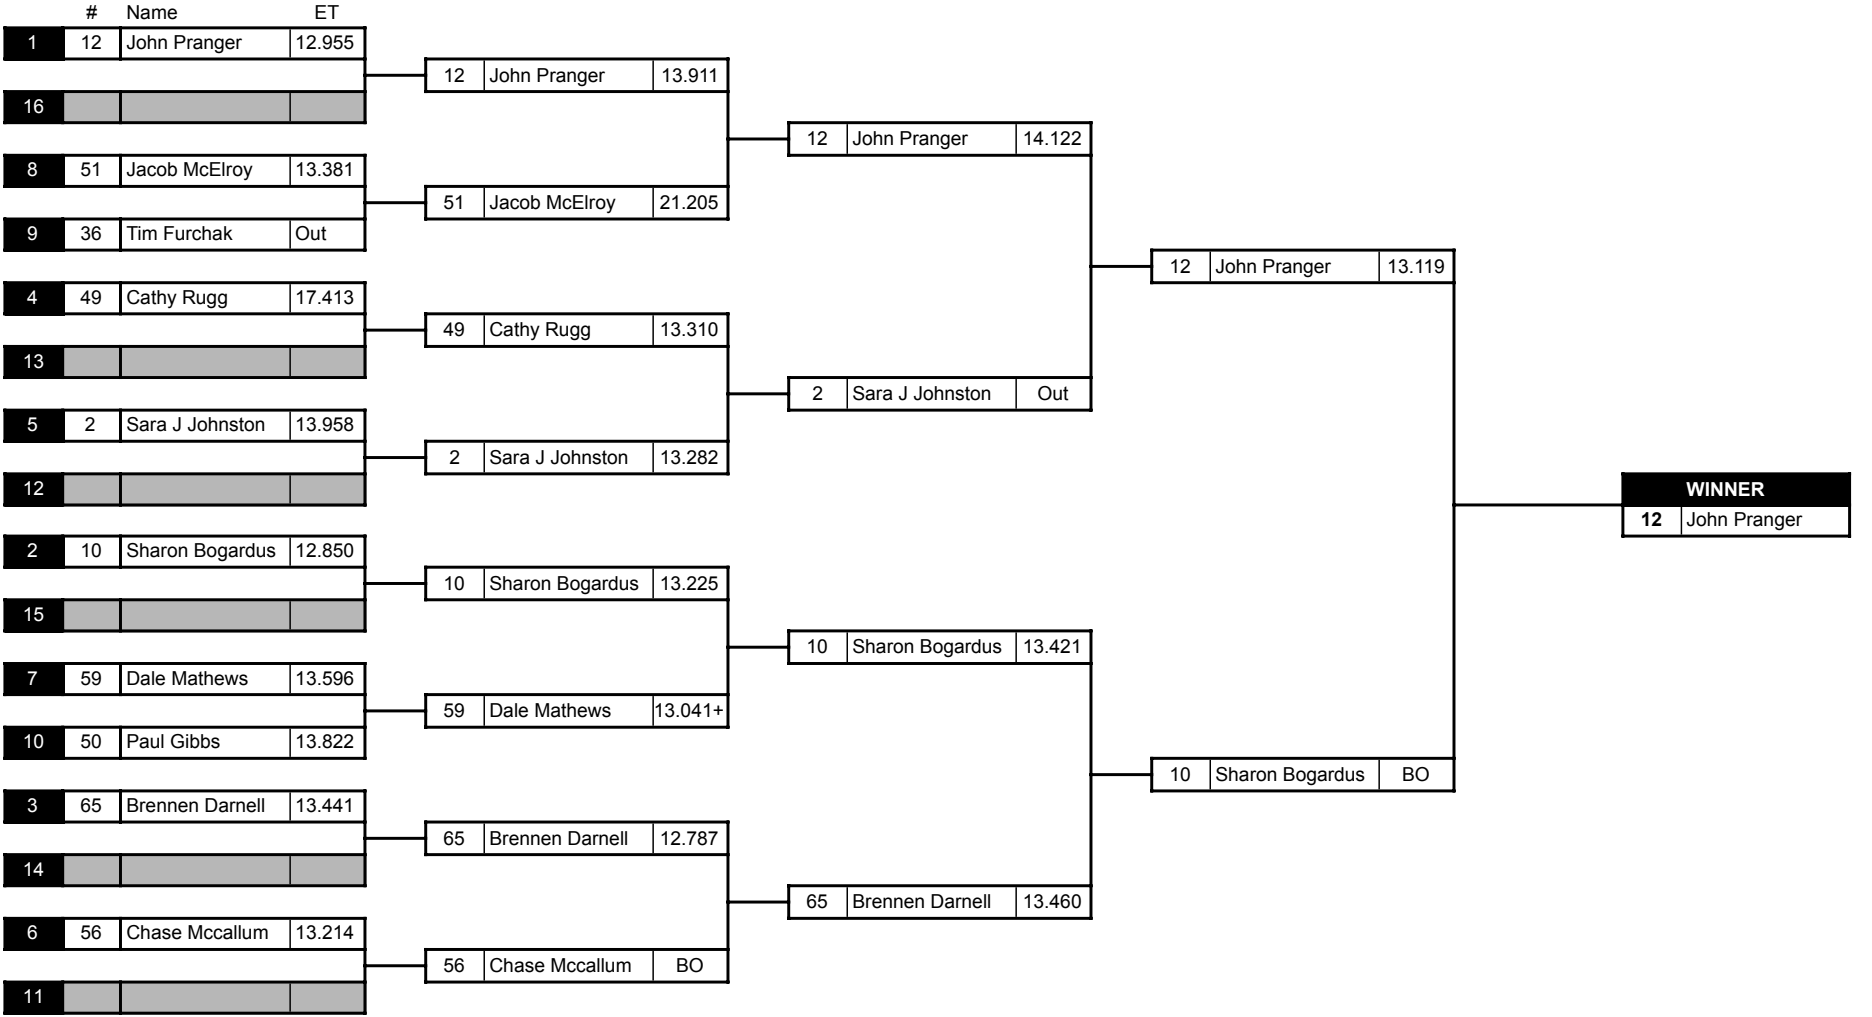 # Name ET
1 12 John Pranger 12.955
12 John Pranger 13.911
16
12 John Pranger 14.122
8 51 Jacob McElroy 13.381
51 Jacob McElroy 21.205
9 36 Tim Furchak Out
12 John Pranger 13.119
4 49 Cathy Rugg 17.413
49 Cathy Rugg 13.310
13
2 Sara J Johnston Out
5 2 Sara J Johnston 13.958
2 Sara J Johnston 13.282
12
WINNER
12 John Pranger
2 10 Sharon Bogardus 12.850
10 Sharon Bogardus 13.225
15
10 Sharon Bogardus 13.421
7 59 Dale Mathews 13.596
59 Dale Mathews 13.041+
10 50 Paul Gibbs 13.822
10 Sharon Bogardus BO
3 65 Brennen Darnell 13.441
65 Brennen Darnell 12.787
14
65 Brennen Darnell 13.460
6 56 Chase Mccallum 13.214
56 Chase Mccallum BO
11